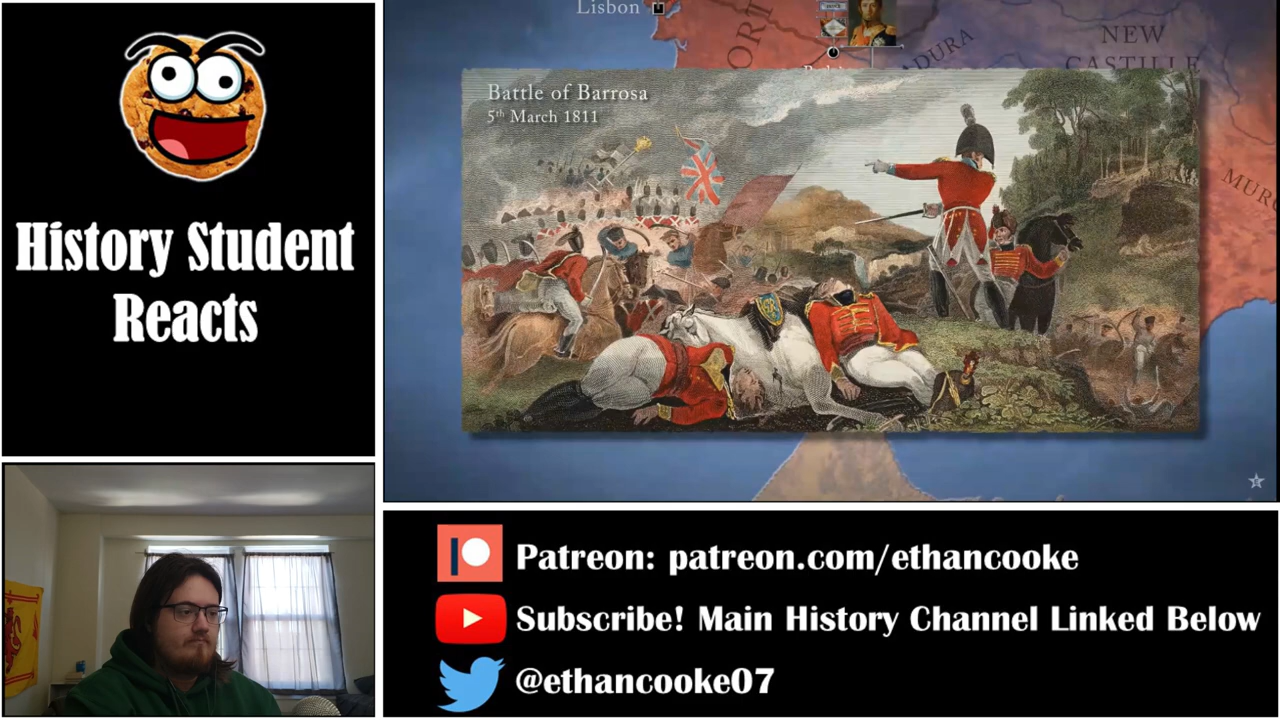 History Student
Reacts
Lisbon
NEW
CASTILLE
Battle of Barrosa
5th March 1811
Patreon: patreon.com/ethancooke
Subscribe! Main History Channel Linked Below
@ethancooke07